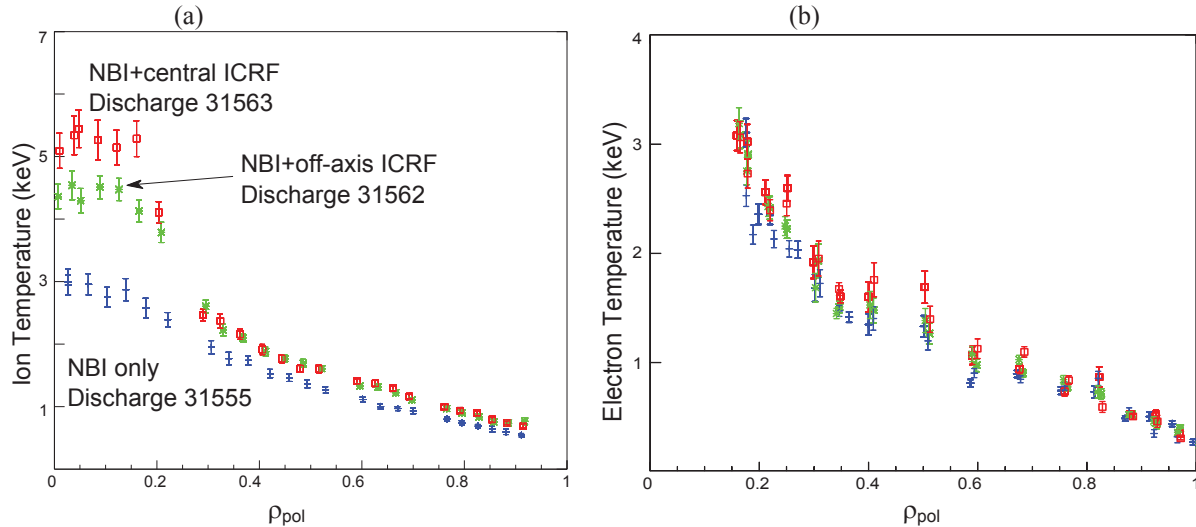 (a)
7
5
3
1
Ion Temperature (keV)
NBI+central ICRF
Discharge 31563
NBI+off-axis ICRF
Discharge 31562
NBI only
Discharge 31555
0 0.2 0.4 0.6 0.8 1
ρpol
(b)
4
3
2
1
Electron Temperature (keV)
0 0.2 0.4 0.6 0.8 1
ρpol